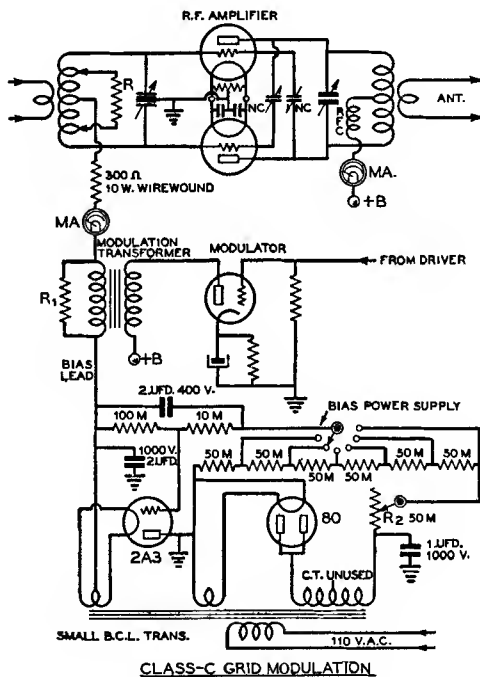 R.F. AMPLIFIER
R
NC
NC
RFC
ANT.
MA.
+B
300 Ω
10 W. WIREWOUND
MA
MODULATION
TRANSFORMER
MODULATOR
FROM DRIVER
R1
+B
BIAS
LEAD
2.UFD. 400 V.
BIAS POWER SUPPLY
100 M
10 M
50 M
50 M
50 M
50 M
50 M
50 M
1000 V.
2UFD.
2A3
80
R2 50 M
1 UFD.
1000 V.
C.T. UNUSED
SMALL B.C.L. TRANS.
110 V.A.C.
CLASS-C GRID MODULATION